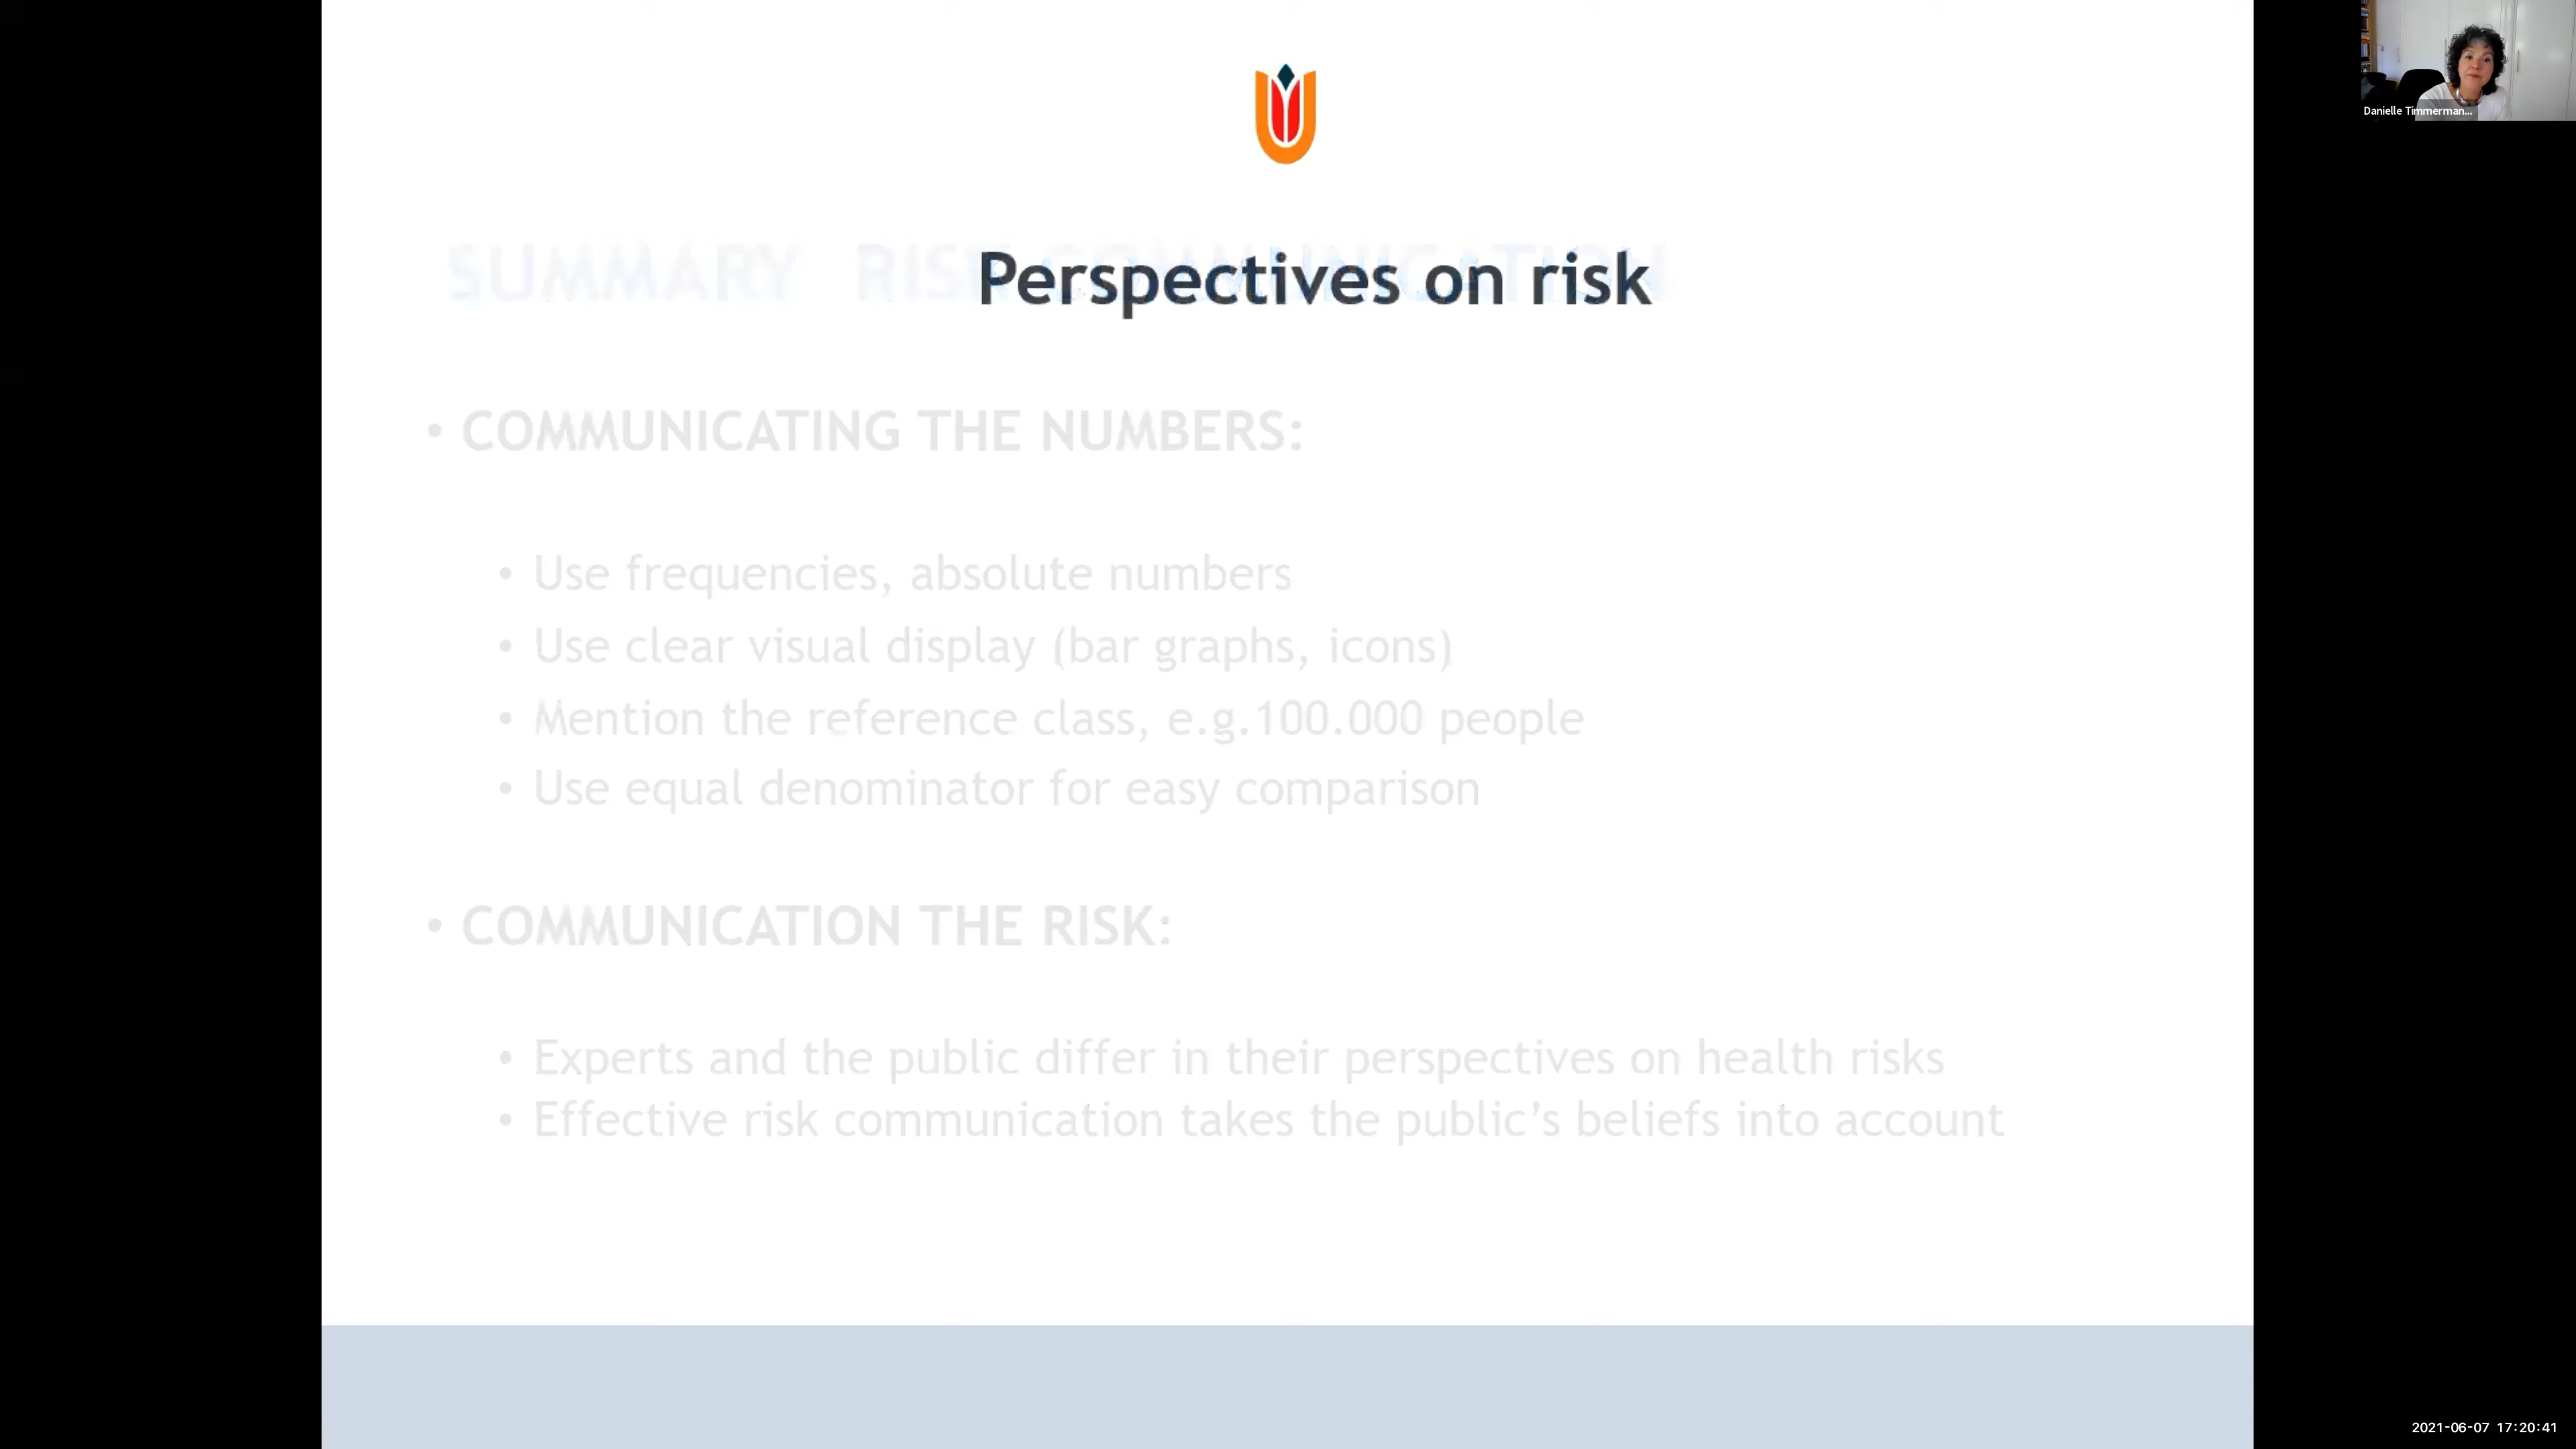 Danielle Timmerman...
SUMMARY RISK COMMUNICATION
Perspectives on risk
• COMMUNICATING THE NUMBERS:
• Use frequencies, absolute numbers
• Use clear visual display (bar graphs, icons)
• Mention the reference class, e.g.100.000 people
• Use equal denominator for easy comparison
• COMMUNICATION THE RISK:
• Experts and the public differ in their perspectives on health risks
• Effective risk communication takes the public’s beliefs into account
2021-06-07 17:20:41